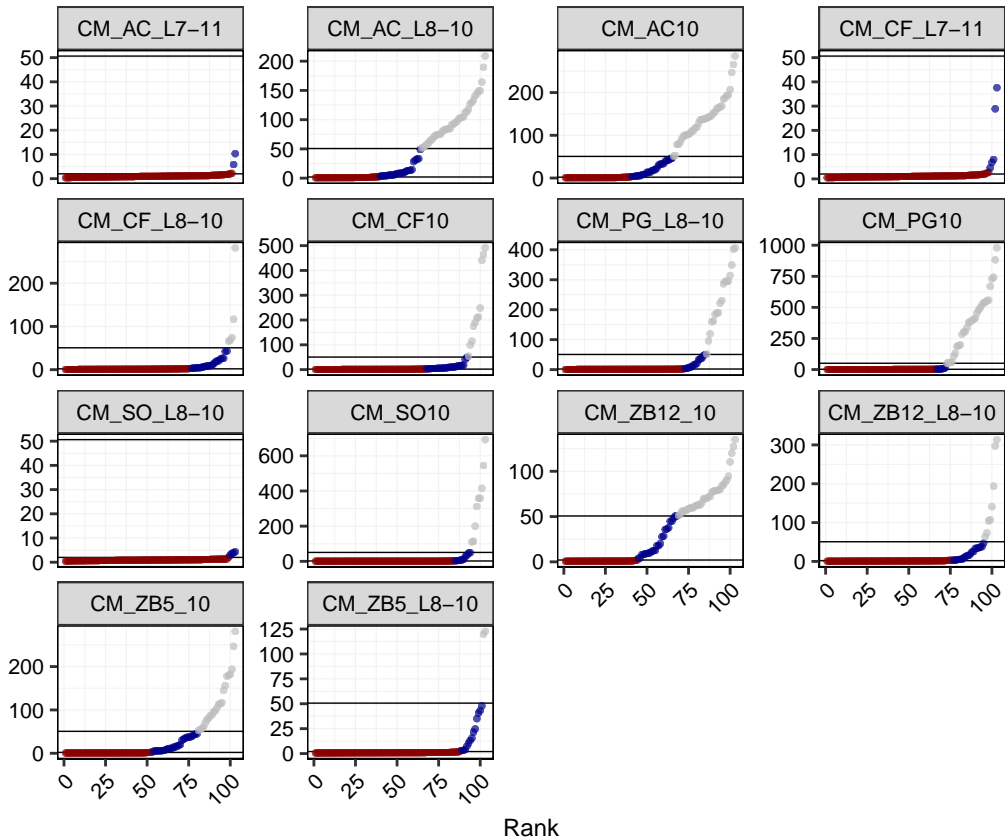 CM_AC_L7−11 CM_AC_L8−10 CM_AC10 CM_CF_L7−11
50 40 30 20 10 0
200 150 100 50 0
200 100 0
50 40 30 20 10 0
CM_CF_L8−10 CM_CF10 CM_PG_L8−10 CM_PG10
200 100 0
500 400 300 200 100 0
400 300 200 100 0
1000 750 500 250 0
CM_SO_L8−10 CM_SO10 CM_ZB12_10 CM_ZB12_L8−10
50 40 30 20 10 0
600 400 200 0
100 50 0
300 200 100 0
0 25 50 75 100
0 25 50 75 100
CM_ZB5_10 CM_ZB5_L8−10
200 100 0
125 100 75 50 25 0
0 25 50 75 100
0 25 50 75 100
Rank